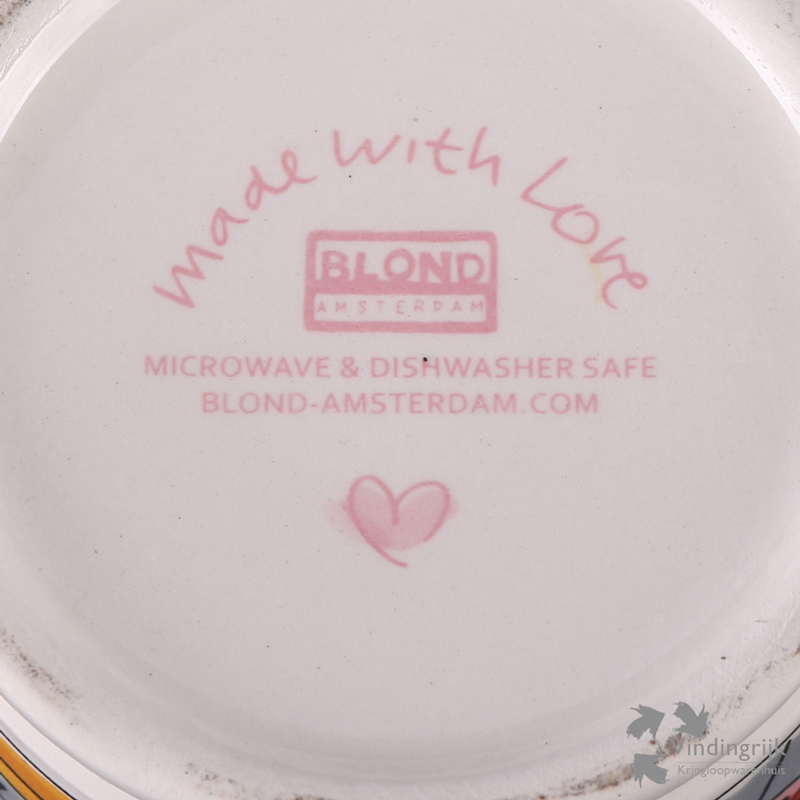 made with Love
BLOND
AMSTERDAM
MICROWAVE & DISHWASHER SAFE
BLOND-AMSTERDAM.COM
Vindingrijk
Kringloopwarenhuis